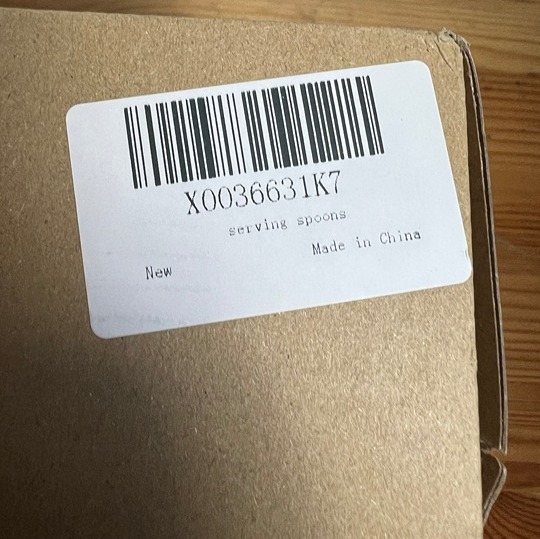 X0036631K7
serving spoons
Made in China
New